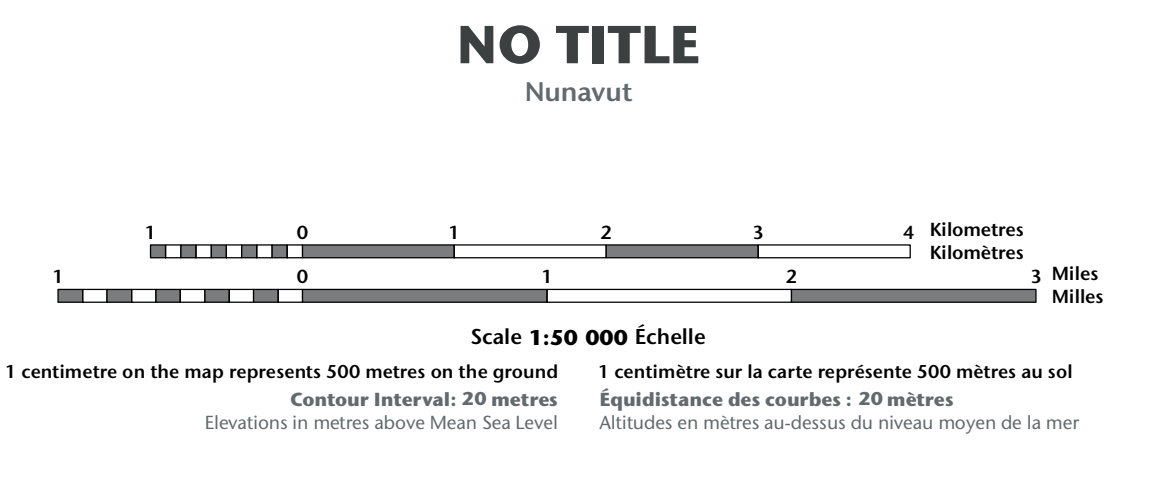 NO TITLE
Nunavut
1 0 1 2 3 4 Kilometres
Kilomètres
1 0 1 2 3 Miles
Milles
Scale 1:50 000 Échelle
1 centimetre on the map represents 500 metres on the ground
1 centimètre sur la carte représente 500 mètres au sol
Contour Interval: 20 metres
Équidistance des courbes : 20 mètres
Elevations in metres above Mean Sea Level
Altitudes en mètres au-dessus du niveau moyen de la mer